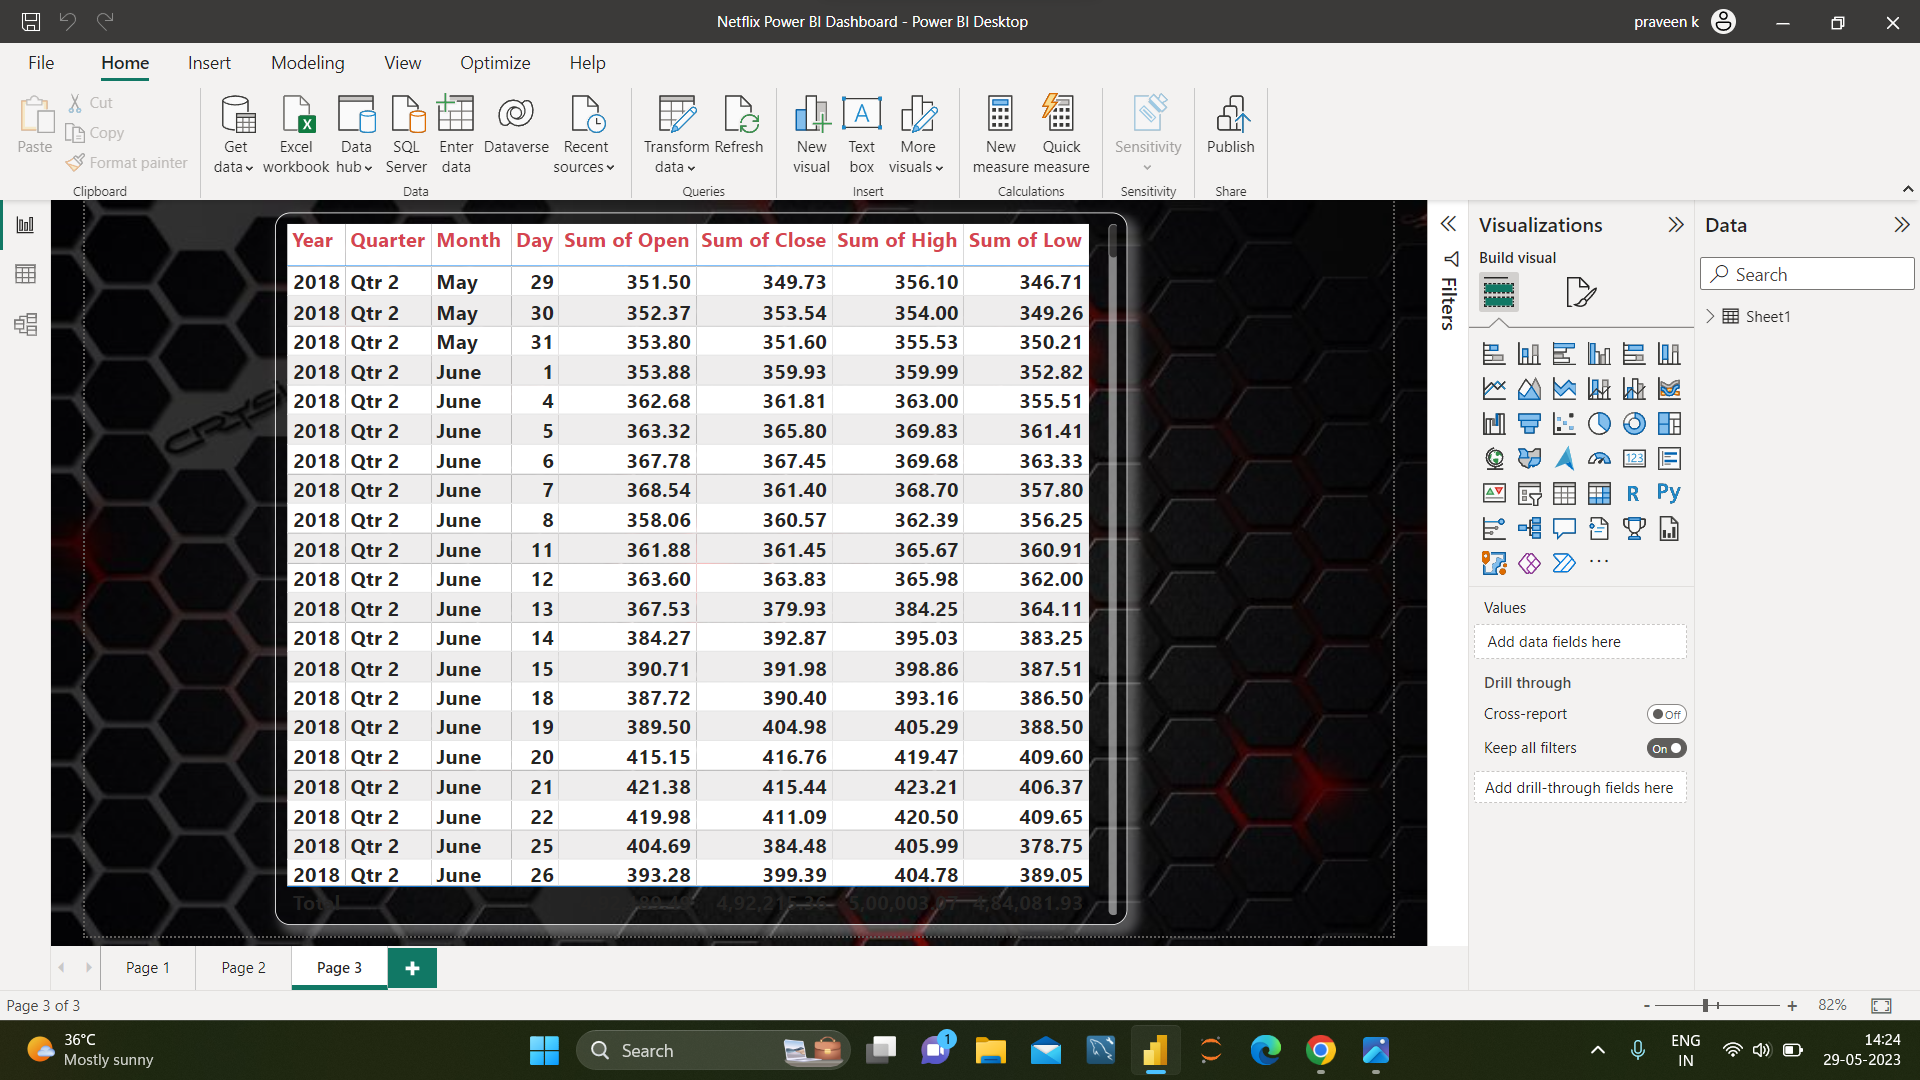 Netflix Power BI Dashboard - Power BI Desktop
praveen k
File Home Insert Modeling View Optimize Help
Paste
Cut
Copy
Format painter
Clipboard
Get data
Excel workbook
Data hub
SQL Server
Enter data
Dataverse
Recent sources
Data
Transform data
Refresh
Queries
New visual
Text box
More visuals
Insert
New measure
Quick measure
Calculations
Sensitivity
Sensitivity
Publish
Share
Year Quarter Month Day Sum of Open Sum of Close Sum of High Sum of Low
2018 Qtr 2 May 29 351.50 349.73 356.10 346.71
2018 Qtr 2 May 30 352.37 353.54 354.00 349.26
2018 Qtr 2 May 31 353.80 351.60 355.53 350.21
2018 Qtr 2 June 1 353.88 359.93 359.99 352.82
2018 Qtr 2 June 4 362.68 361.81 363.00 355.51
2018 Qtr 2 June 5 363.32 365.80 369.83 361.41
2018 Qtr 2 June 6 367.78 367.45 369.68 363.33
2018 Qtr 2 June 7 368.54 361.40 368.70 357.80
2018 Qtr 2 June 8 358.06 360.57 362.39 356.25
2018 Qtr 2 June 11 361.88 361.45 365.67 360.91
2018 Qtr 2 June 12 363.60 363.83 365.98 362.00
2018 Qtr 2 June 13 367.53 379.93 384.25 364.11
2018 Qtr 2 June 14 384.27 392.87 395.03 383.25
2018 Qtr 2 June 15 390.71 391.98 398.86 387.51
2018 Qtr 2 June 18 387.72 390.40 393.16 386.50
2018 Qtr 2 June 19 389.50 404.98 405.29 388.50
2018 Qtr 2 June 20 415.15 416.76 419.47 409.60
2018 Qtr 2 June 21 421.38 415.44 423.21 406.37
2018 Qtr 2 June 22 419.98 411.09 420.50 409.65
2018 Qtr 2 June 25 404.69 384.48 405.99 378.75
2018 Qtr 2 June 26 393.28 399.39 404.78 389.05
Total 4,84,081.93
Filters
Visualizations
Build visual
123
R
Py
Values
Add data fields here
Drill through
Cross-report
Off
Keep all filters
On
Add drill-through fields here
Data
Search
Sheet1
Page 1
Page 2
Page 3
Page 3 of 3
82%
36°C
Mostly sunny
Search
1
ENG
IN
14:24
29-05-2023